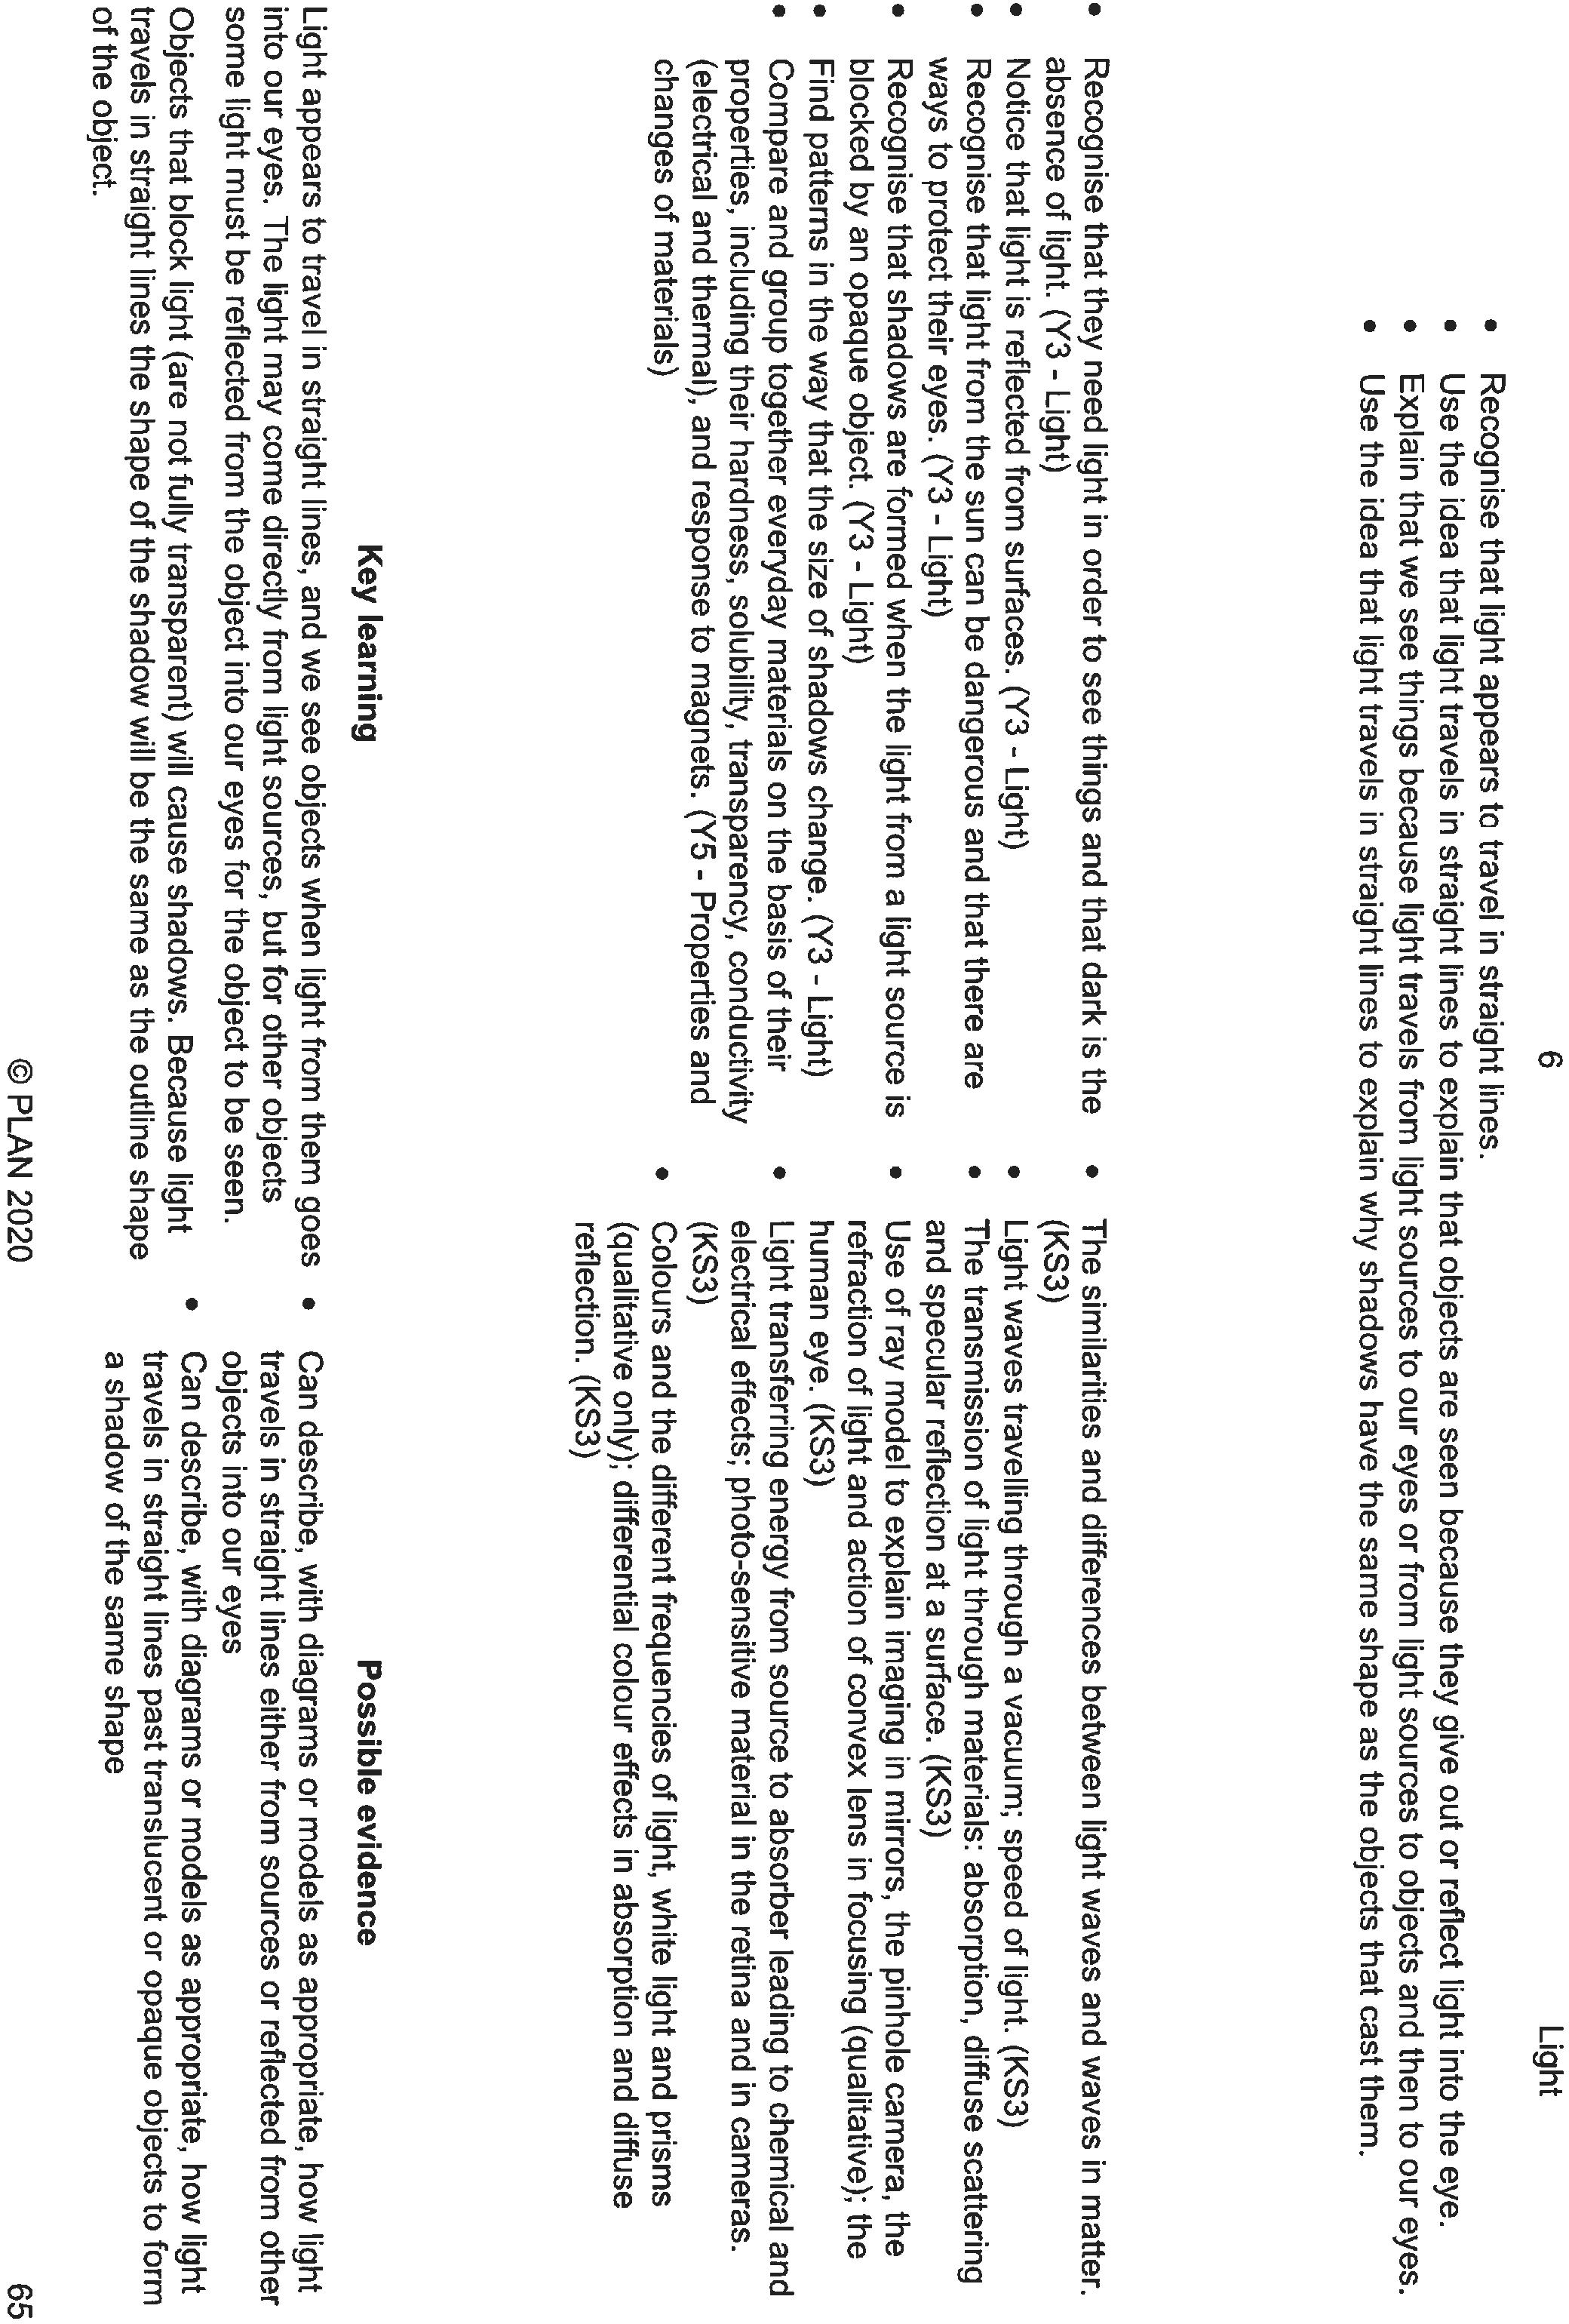 6 Light
• Recognise that light appears to travel in straight lines.
• Use the idea that light travels in straight lines to explain that objects are seen because they give out or reflect light into the eye.
• Explain that we see things because light travels from light sources to our eyes or from light sources to objects and then to our eyes.
• Use the idea that light travels in straight lines to explain why shadows have the same shape as the objects that cast them.
• Recognise that they need light in order to see things and that dark is the
absence of light. (Y3 - Light)
• Notice that light is reflected from surfaces. (Y3 - Light)
• Recognise that light from the sun can be dangerous and that there are
ways to protect their eyes. (Y3 - Light)
• Recognise that shadows are formed when the light from a light source is
blocked by an opaque object. (Y3 - Light)
• Find patterns in the way that the size of shadows change. (Y3 - Light)
• Compare and group together everyday materials on the basis of their
properties, including their hardness, solubility, transparency, conductivity
(electrical and thermal), and response to magnets. (Y5 - Properties and
changes of materials)
• The similarities and differences between light waves and waves in matter.
(KS3)
• Light waves travelling through a vacuum; speed of light. (KS3)
• The transmission of light through materials: absorption, diffuse scattering
and specular reflection at a surface. (KS3)
• Use of ray model to explain imaging in mirrors, the pinhole camera, the
refraction of light and action of convex lens in focusing (qualitative); the
human eye. (KS3)
• Light transferring energy from source to absorber leading to chemical and
electrical effects; photo-sensitive material in the retina and in cameras.
(KS3)
• Colours and the different frequencies of light, white light and prisms
(qualitative only); differential colour effects in absorption and diffuse
reflection. (KS3)
Key learning
Light appears to travel in straight lines, and we see objects when light from them goes
into our eyes. The light may come directly from light sources, but for other objects
some light must be reflected from the object into our eyes for the object to be seen.
Objects that block light (are not fully transparent) will cause shadows. Because light
travels in straight lines the shape of the shadow will be the same as the outline shape
of the object.
Possible evidence
• Can describe, with diagrams or models as appropriate, how light
travels in straight lines either from sources or reflected from other
objects into our eyes
• Can describe, with diagrams or models as appropriate, how light
travels in straight lines past translucent or opaque objects to form
a shadow of the same shape
© PLAN 2020
65